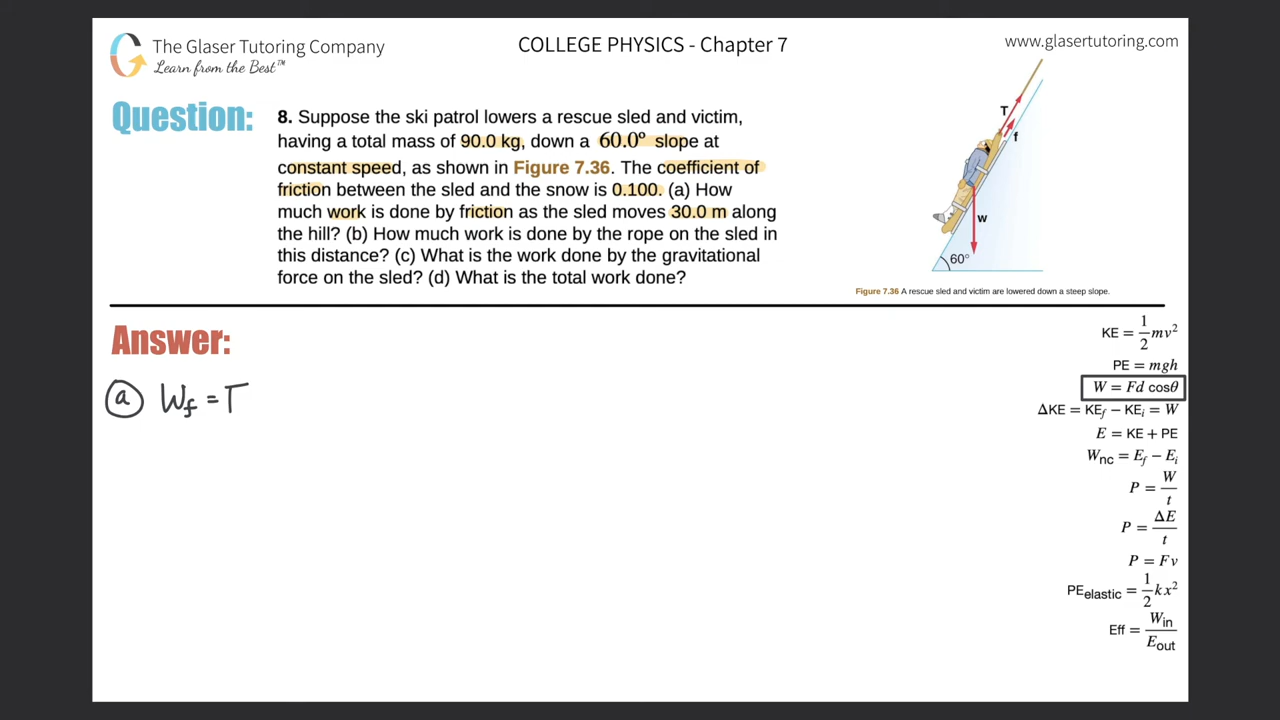 The Glaser Tutoring Company
Learn from the Best™
COLLEGE PHYSICS - Chapter 7
www.glasertutoring.com
Question:
8. Suppose the ski patrol lowers a rescue sled and victim,
having a total mass of 90.0 kg, down a 60.0º slope at
constant speed, as shown in Figure 7.36. The coefficient of
friction between the sled and the snow is 0.100. (a) How
much work is done by friction as the sled moves 30.0 m along
the hill? (b) How much work is done by the rope on the sled in
this distance? (c) What is the work done by the gravitational
force on the sled? (d) What is the total work done?
T
f
w
60°
Figure 7.36 A rescue sled and victim are lowered down a steep slope.
Answer:
(a) W_f = T
KE = 1/2 mv²
PE = mgh
W = Fd cosθ
ΔKE = KE_f − KE_i = W
E = KE + PE
W_nc = E_f − E_i
P = W/t
P = ΔE/t
P = Fv
PE_elastic = 1/2 kx²
Eff = W_in/E_out